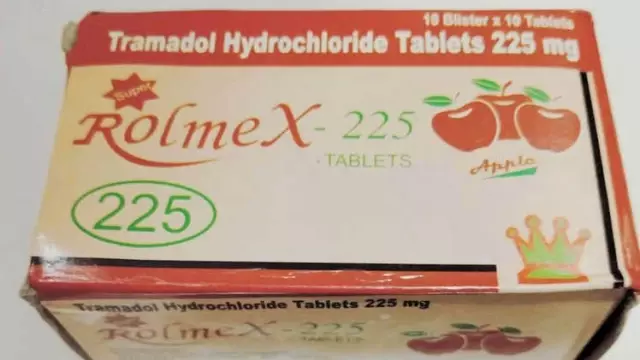 10 Blister x 10 Tablets
Tramadol Hydrochloride Tablets 225 mg
Super
RolmeX - 225
TABLETS
Apple
225
Tramadol Hydrochloride Tablets 225 mg
RolmeX - 225
TABLETS